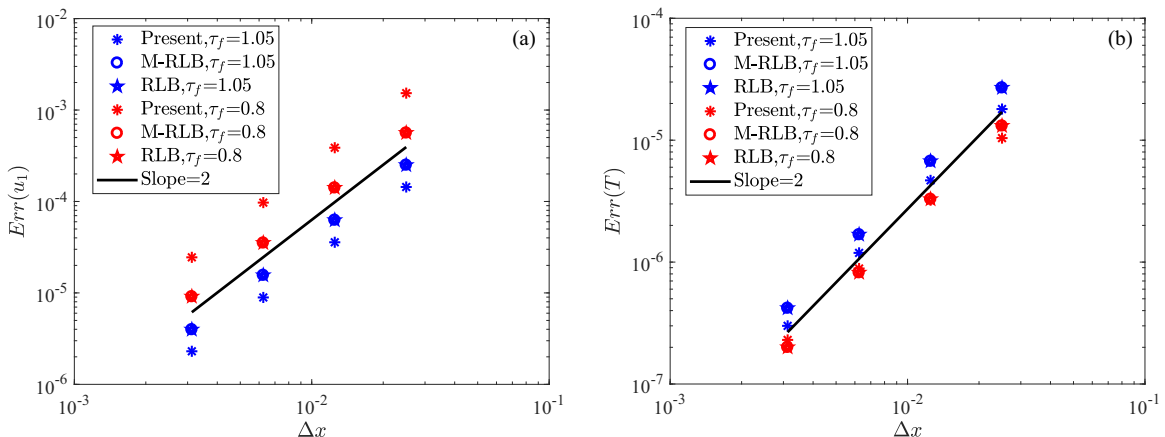 (a)
Present,τ_f=1.05
M-RLB,τ_f=1.05
RLB,τ_f=1.05
Present,τ_f=0.8
M-RLB,τ_f=0.8
RLB,τ_f=0.8
Slope=2
Err(u_1)
10^-2
10^-3
10^-4
10^-5
10^-6
10^-3
10^-2
10^-1
Δx
(b)
Present,τ_f=1.05
M-RLB,τ_f=1.05
RLB,τ_f=1.05
Present,τ_f=0.8
M-RLB,τ_f=0.8
RLB,τ_f=0.8
Slope=2
Err(T)
10^-4
10^-5
10^-6
10^-7
10^-3
10^-2
10^-1
Δx